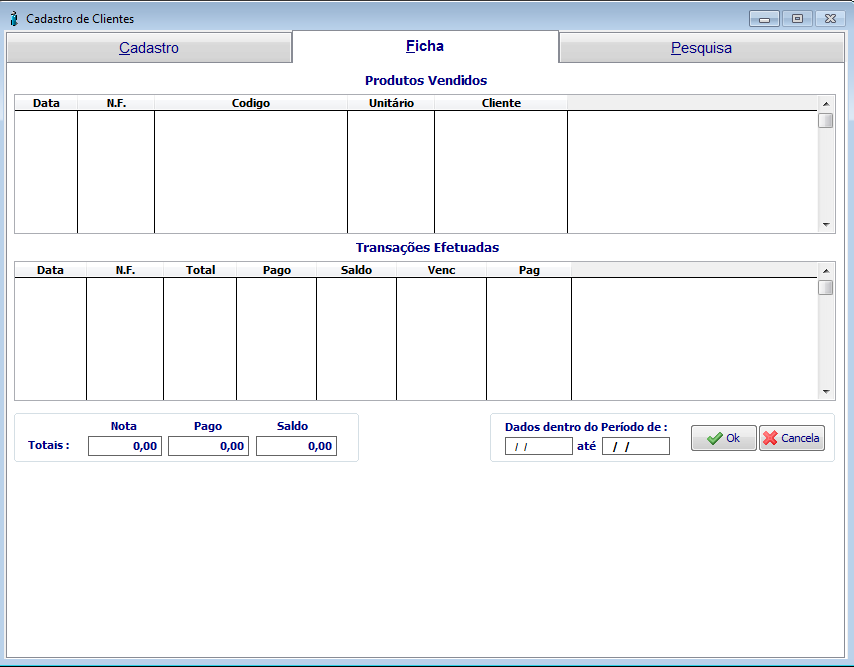 Cadastro de Clientes
Cadastro Ficha Pesquisa
Produtos Vendidos
Data N.F. Codigo Unitário Cliente
Transações Efetuadas
Data N.F. Total Pago Saldo Venc Pag
Nota Pago Saldo
Totais : 0,00 0,00 0,00
Dados dentro do Período de :
/ / até / /
Ok Cancela